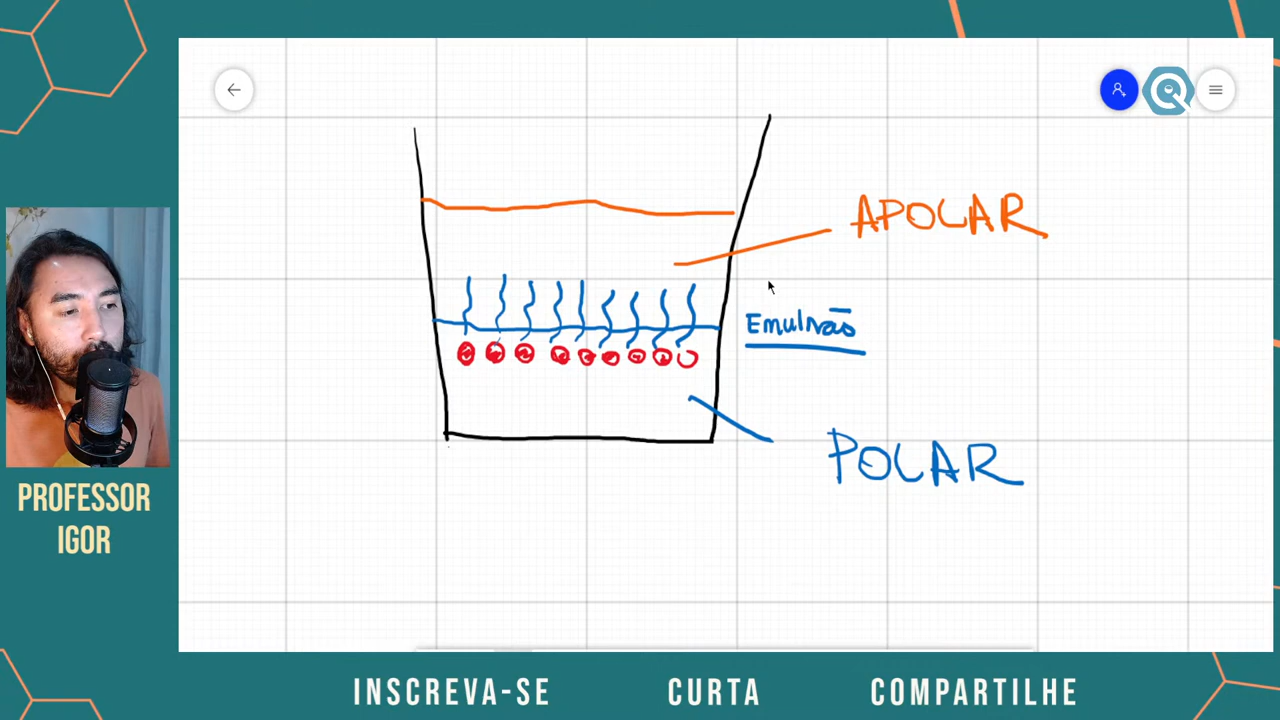 APOLAR
Emulsão
POLAR
PROFESSOR
IGOR
INSCREVA-SE CURTA COMPARTILHE